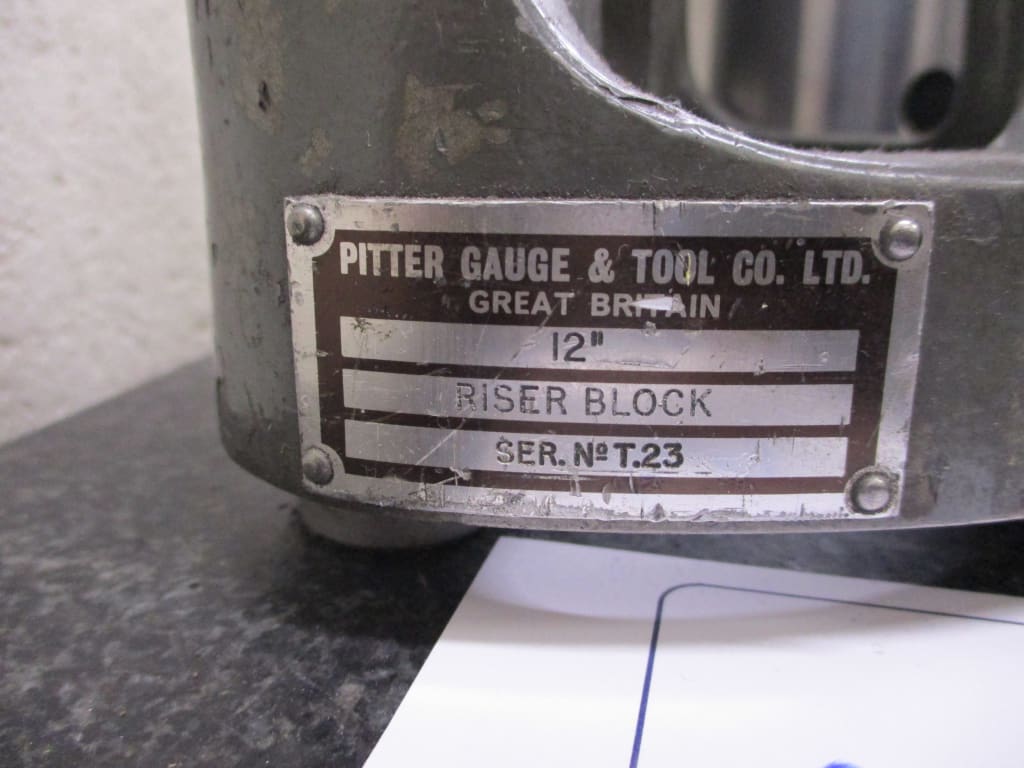 PITTER GAUGE & TOOL CO. LTD.
GREAT BRITAIN
12"
RISER BLOCK
SER. Nº T.23